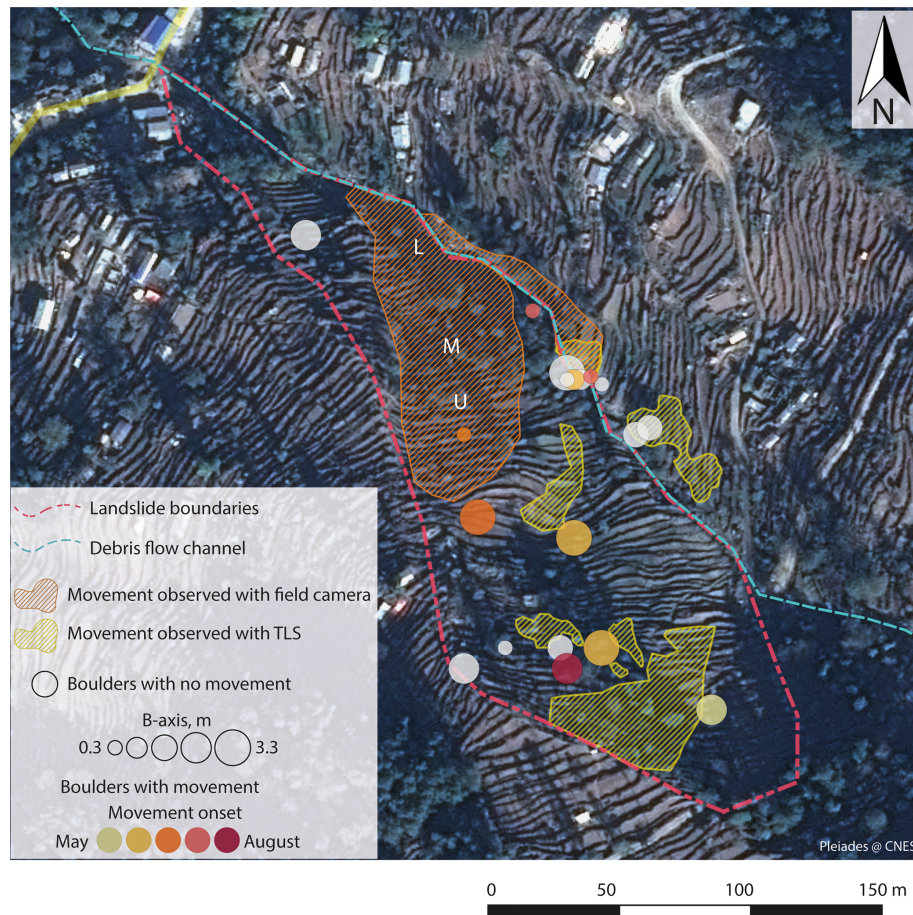 N
L
M
U
Landslide boundaries
Debris flow channel
Movement observed with field camera
Movement observed with TLS
Boulders with no movement
B-axis, m
0.3 3.3
Boulders with movement
Movement onset
May August
Pleiades @ CNES
0 50 100 150 m